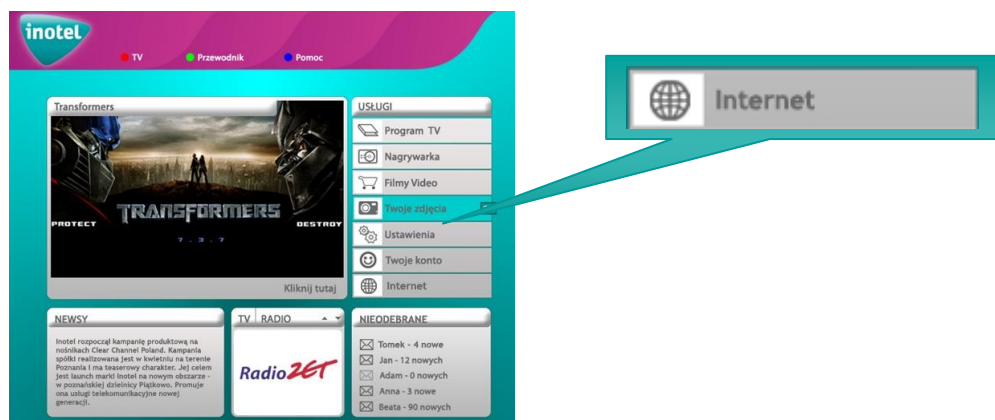 inotel
TV Przewodnik Pomoc
Transformers
PROTECT
TRANSFORMERS
DESTROY
7.3.7
Kliknij tutaj
USŁUGI
Program TV
Nagrywarka
Filmy Video
Twoje zdjęcia
Ustawienia
Twoje konto
Internet
Internet
NEWSY
Inotel rozpoczął kampanię produktową na
nośnikach Clear Channel Poland. Kampania
spółki realizowana jest w kwietniu na terenie
Poznania i ma teaserowy charakter. Jej celem
jest launch marki Inotel na nowym obszarze -
w poznańskiej dzielnicy Piątkowo. Promuje
ona usługi telekomunikacyjne nowej
generacji.
TV RADIO
Radio ZET
NIEODEBRANE
Tomek - 4 nowe
Jan - 12 nowych
Adam - 0 nowych
Anna - 3 nowe
Beata - 90 nowych